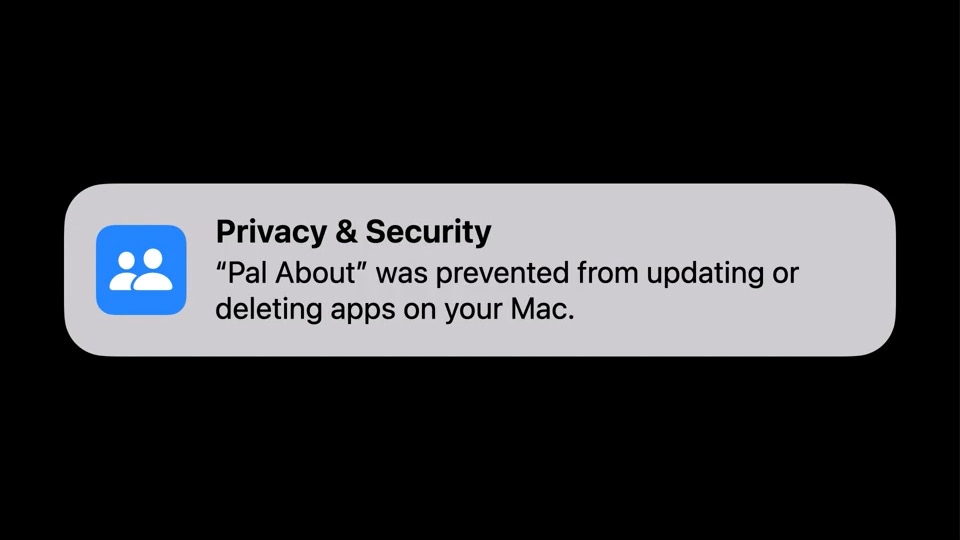 Privacy & Security
“Pal About” was prevented from updating or
deleting apps on your Mac.